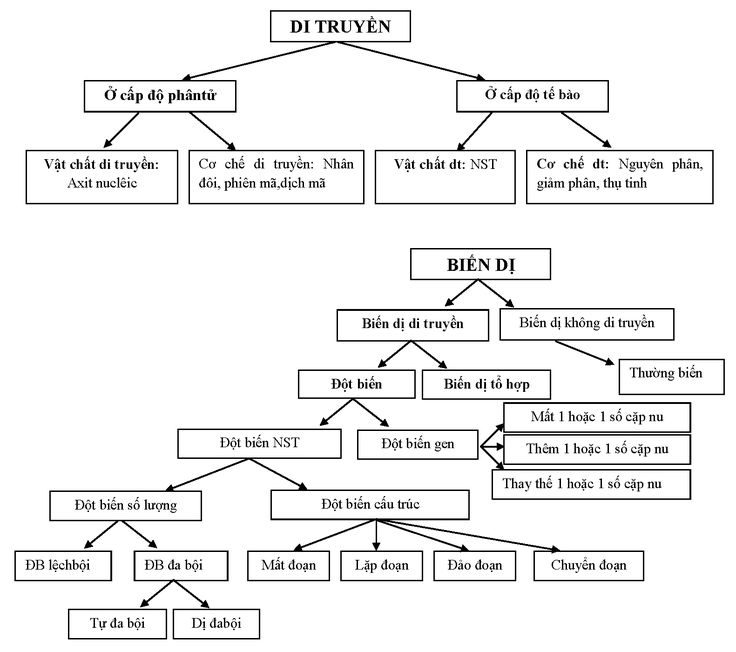 DI TRUYỀN
Ở cấp độ phântử
Ở cấp độ tế bào
Vật chất di truyền:
Axit nuclêic
Cơ chế di truyền: Nhân
đôi, phiên mã,dịch mã
Vật chất dt: NST
Cơ chế dt: Nguyên phân,
giảm phân, thụ tinh
BIẾN DỊ
Biến dị di truyền
Biến dị không di truyền
Thường biến
Đột biến
Biến dị tổ hợp
Đột biến NST
Đột biến gen
Mất 1 hoặc 1 số cặp nu
Thêm 1 hoặc 1 số cặp nu
Thay thế 1 hoặc 1 số cặp nu
Đột biến số lượng
Đột biến cấu trúc
ĐB lệchbội
ĐB đa bội
Mất đoạn
Lặp đoạn
Đảo đoạn
Chuyển đoạn
Tự đa bội
Dị đabội